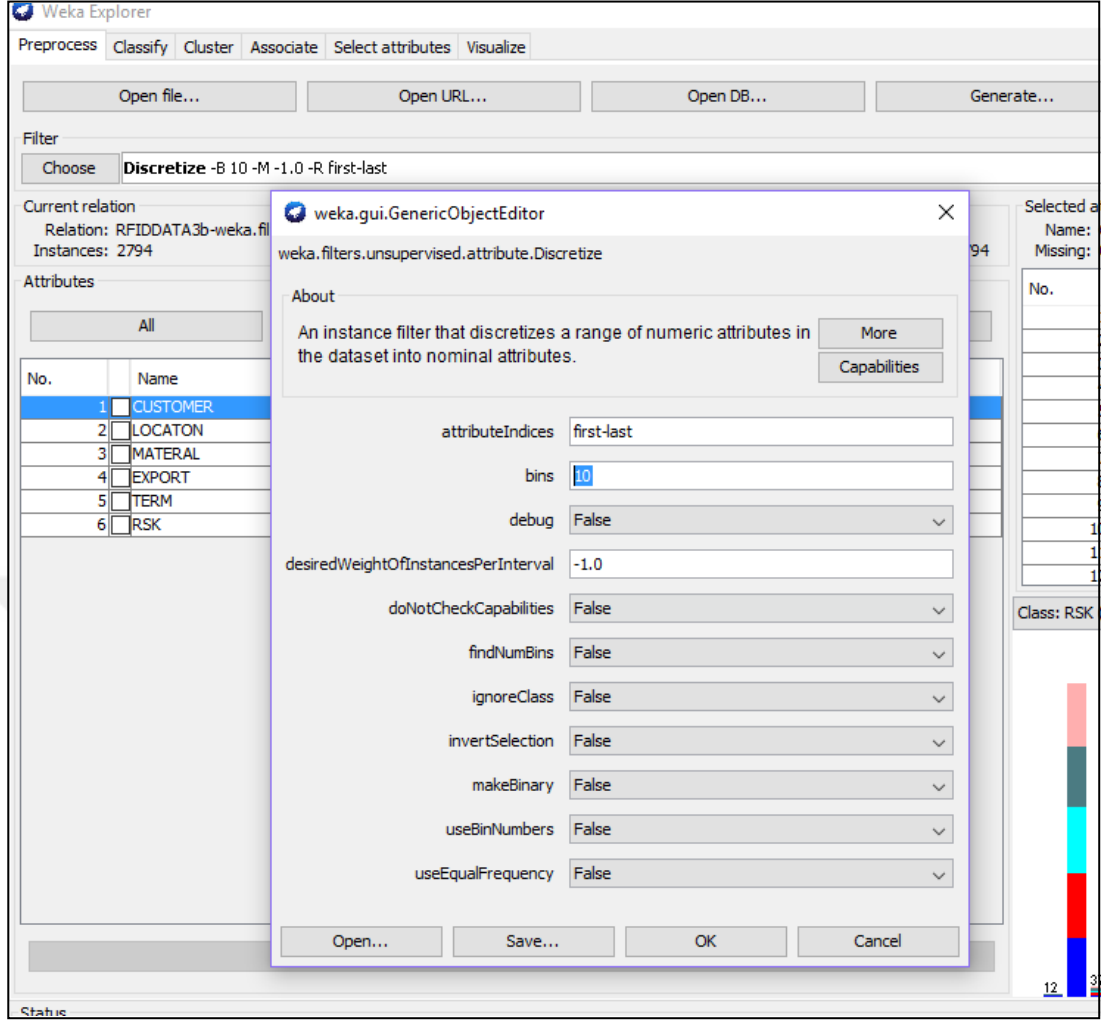 Weka Explorer
Preprocess Classify Cluster Associate Select attributes Visualize
Open file... Open URL... Open DB... Generate...
Filter
Choose Discretize -B 10 -M -1.0 -R first-last
Current relation
Relation: RFIDDATA3b-weka.fil
Instances: 2794
Attributes
All
No. Name
1 CUSTOMER
2 LOCATON
3 MATERAL
4 EXPORT
5 TERM
6 RSK
weka.gui.GenericObjectEditor
weka.filters.unsupervised.attribute.Discretize
About
An instance filter that discretizes a range of numeric attributes in
the dataset into nominal attributes.
More
Capabilities
attributeIndices first-last
bins 10
debug False
desiredWeightOfInstancesPerInterval -1.0
doNotCheckCapabilities False
findNumBins False
ignoreClass False
invertSelection False
makeBinary False
useBinNumbers False
useEqualFrequency False
Open... Save... OK Cancel
94
Selected a
Name:
Missing:
No.
Class: RSK
12
Status